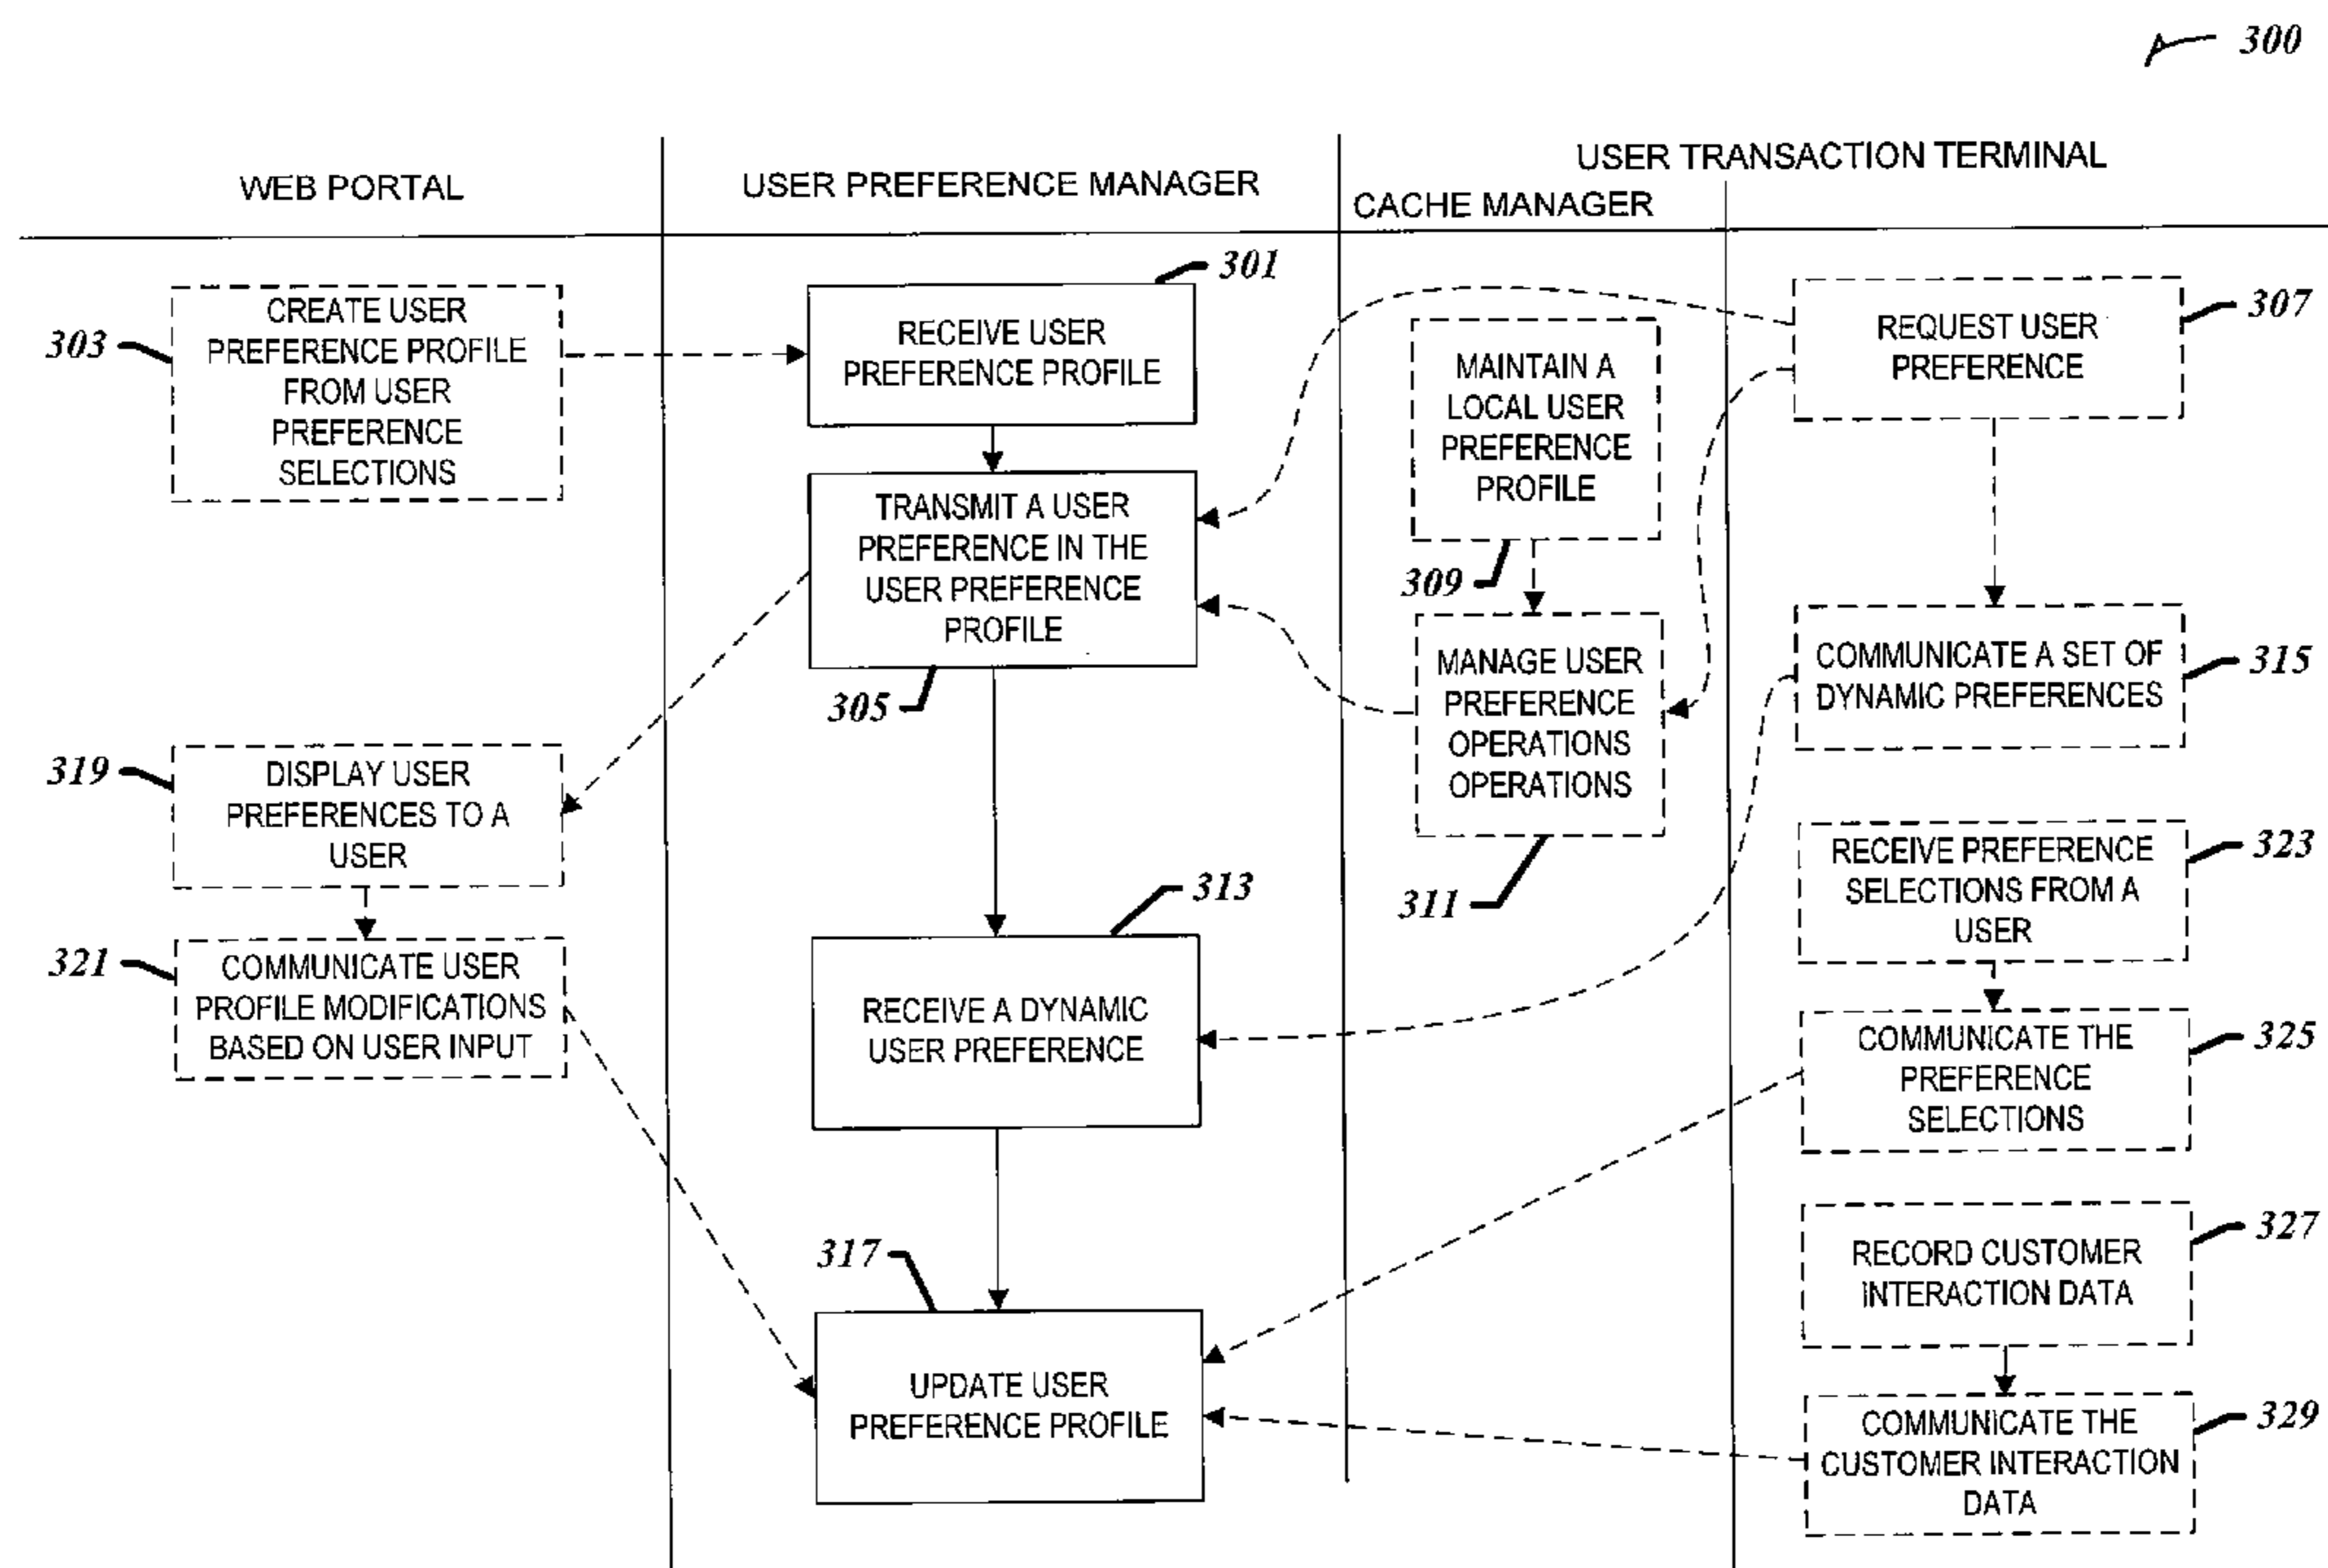 300
WEB PORTAL
USER PREFERENCE MANAGER
USER TRANSACTION TERMINAL
CACHE MANAGER
303
CREATE USER
PREFERENCE PROFILE
FROM USER
PREFERENCE
SELECTIONS
319
DISPLAY USER
PREFERENCES TO A
USER
321
COMMUNICATE USER
PROFILE MODIFICATIONS
BASED ON USER INPUT
301
RECEIVE USER
PREFERENCE PROFILE
TRANSMIT A USER
PREFERENCE IN THE
USER PREFERENCE
PROFILE
305
313
RECEIVE A DYNAMIC
USER PREFERENCE
317
UPDATE USER
PREFERENCE PROFILE
MAINTAIN A
LOCAL USER
PREFERENCE
PROFILE
309
MANAGE USER
PREFERENCE
OPERATIONS
OPERATIONS
311
307
REQUEST USER
PREFERENCE
COMMUNICATE A SET OF
DYNAMIC PREFERENCES
315
RECEIVE PREFERENCE
SELECTIONS FROM A
USER
323
COMMUNICATE THE
PREFERENCE
SELECTIONS
325
RECORD CUSTOMER
INTERACTION DATA
327
COMMUNICATE THE
CUSTOMER INTERACTION
DATA
329